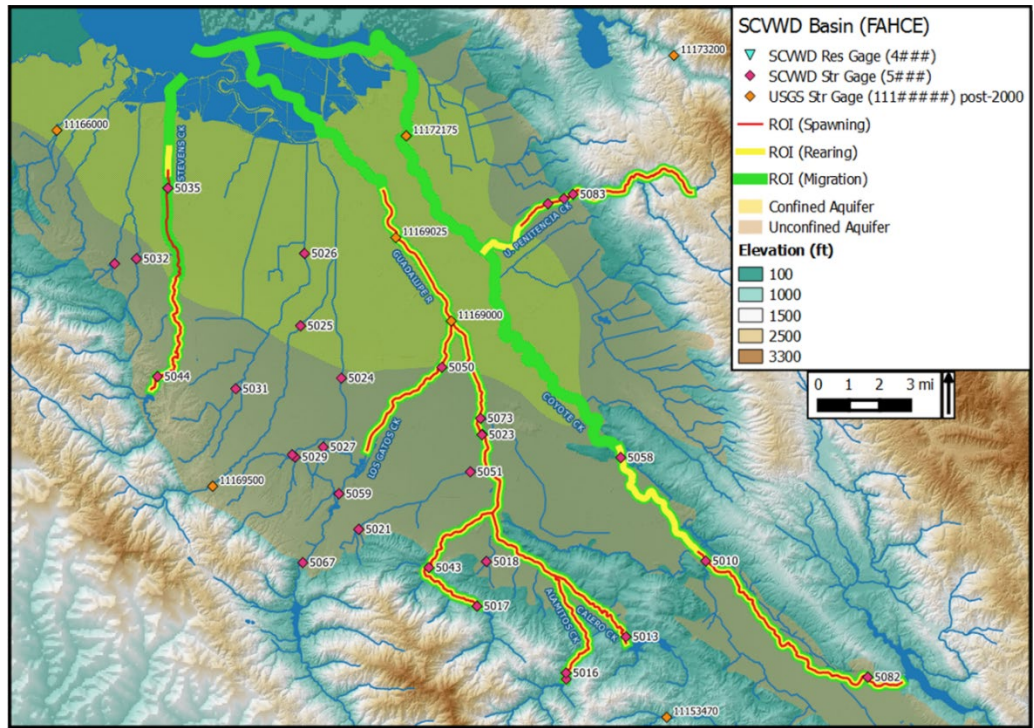 SCVWD Basin (FAHCE)
SCVWD Res Gage (4###)
SCVWD Str Gage (5###)
USGS Str Gage (111#####) post-2000
ROI (Spawning)
ROI (Rearing)
ROI (Migration)
Confined Aquifer
Unconfined Aquifer
Elevation (ft)
100
1000
1500
2500
3300
0 1 2 3 mi
11173200
11166000
11172175
STEVENS CK
5035
5083
U. PENITENCIA CK
11169025
5032
5026
GUADALUPE R
11169000
5025
5050
5044
5024
5031
COYOTE CK
5073
5023
5027
5029
LOS GATOS CK
5058
5051
11169500
5059
5021
5067
5018
5010
5043
5017
ALAMITOS CK
CALERO CK
5013
5016
5082
11153470